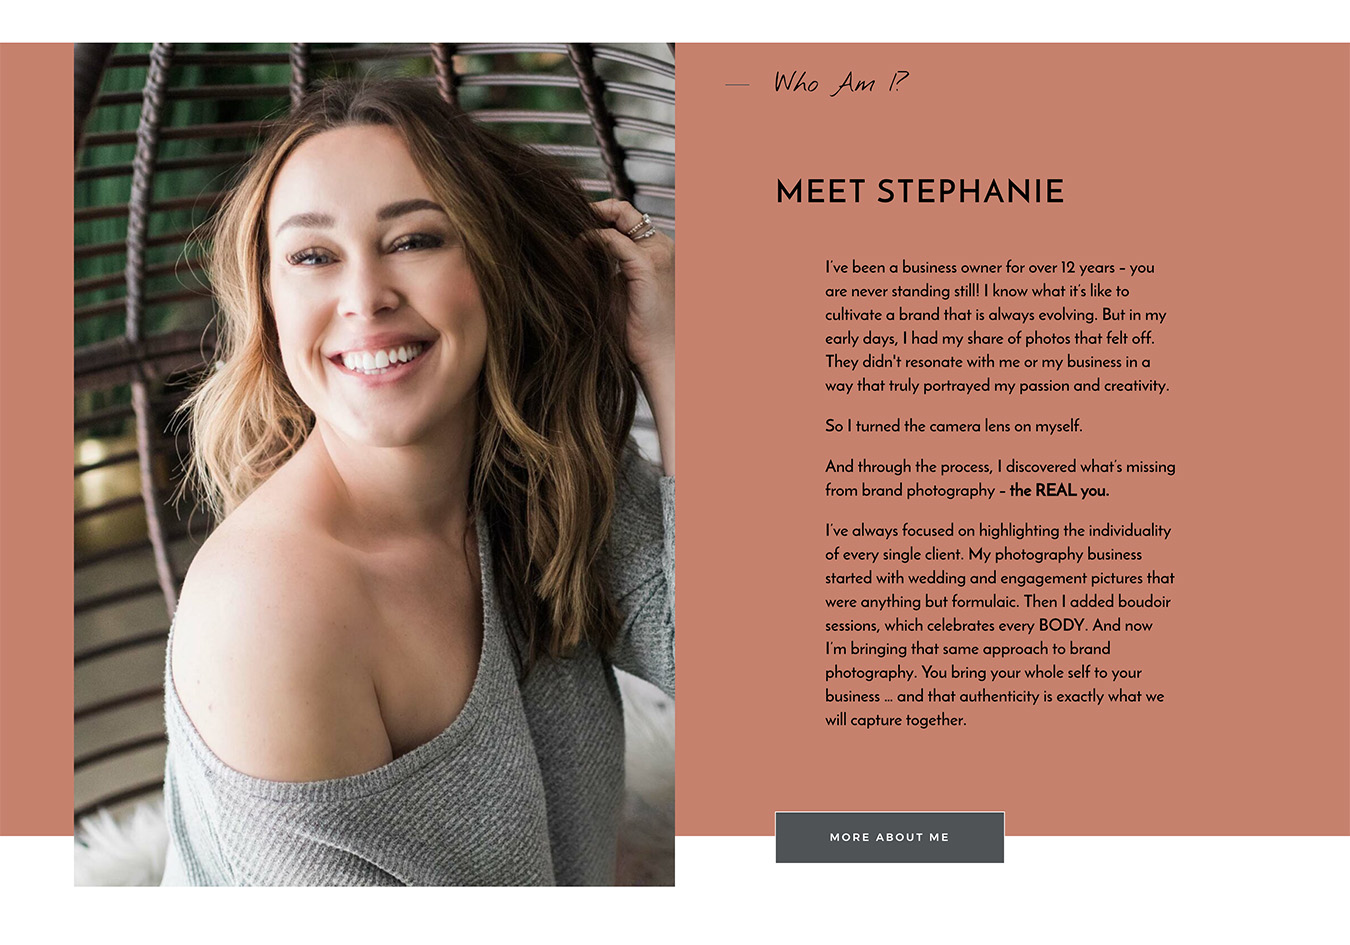 Who Am I?
MEET STEPHANIE
I've been a business owner for over 12 years – you
are never standing still! I know what it's like to
cultivate a brand that is always evolving. But in my
early days, I had my share of photos that felt off.
They didn't resonate with me or my business in a
way that truly portrayed my passion and creativity.
So I turned the camera lens on myself.
And through the process, I discovered what's missing
from brand photography – the REAL you.
I've always focused on highlighting the individuality
of every single client. My photography business
started with wedding and engagement pictures that
were anything but formulaic. Then I added boudoir
sessions, which celebrates every BODY. And now
I'm bringing that same approach to brand
photography. You bring your whole self to your
business ... and that authenticity is exactly what we
will capture together.
MORE ABOUT ME